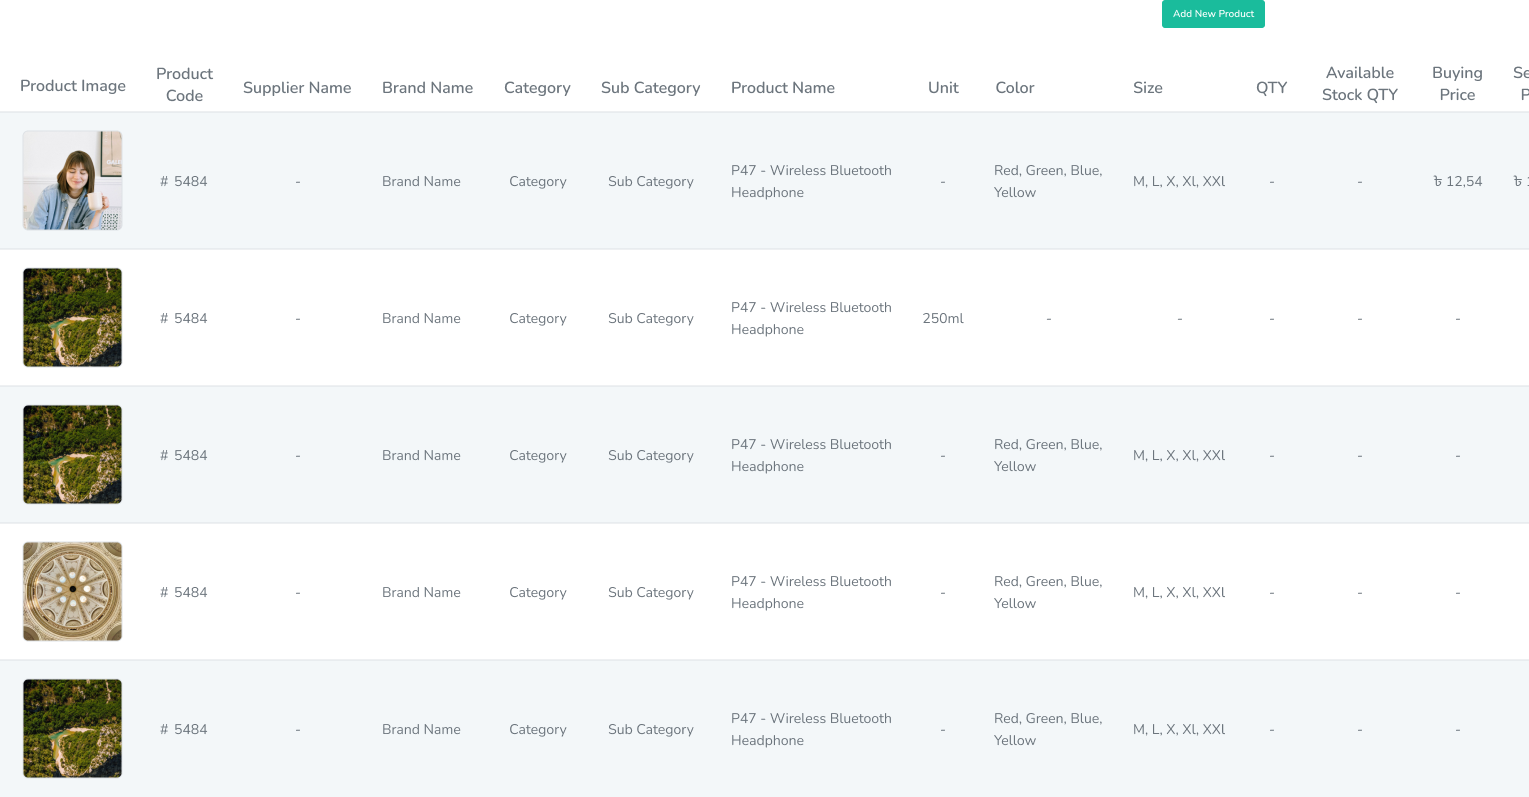 Add New Product
Product Image Product Code Supplier Name Brand Name Category Sub Category Product Name Unit Color Size QTY Available Stock QTY Buying Price
# 5484 - Brand Name Category Sub Category P47 - Wireless Bluetooth Headphone - Red, Green, Blue, Yellow M, L, X, Xl, XXl - - ৳ 12,54 ৳
# 5484 - Brand Name Category Sub Category P47 - Wireless Bluetooth Headphone 250ml - - - - -
# 5484 - Brand Name Category Sub Category P47 - Wireless Bluetooth Headphone - Red, Green, Blue, Yellow M, L, X, Xl, XXl - - -
# 5484 - Brand Name Category Sub Category P47 - Wireless Bluetooth Headphone - Red, Green, Blue, Yellow M, L, X, Xl, XXl - - -
# 5484 - Brand Name Category Sub Category P47 - Wireless Bluetooth Headphone - Red, Green, Blue, Yellow M, L, X, Xl, XXl - - -